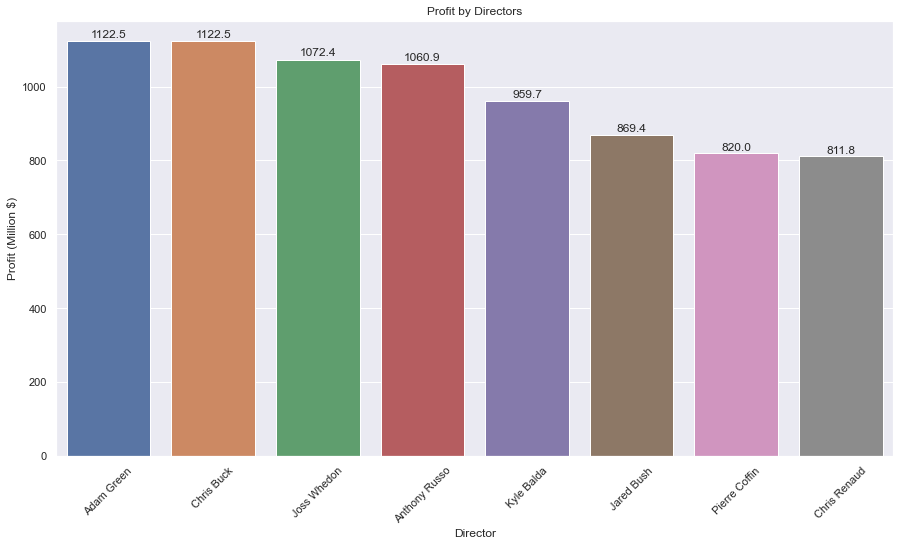 Profit by Directors
1122.5
1122.5
1072.4
1060.9
959.7
869.4
820.0
811.8
1000
800
600
400
200
0
Profit (Million $)
Adam Green
Chris Buck
Joss Whedon
Anthony Russo
Kyle Balda
Jared Bush
Pierre Coffin
Chris Renaud
Director